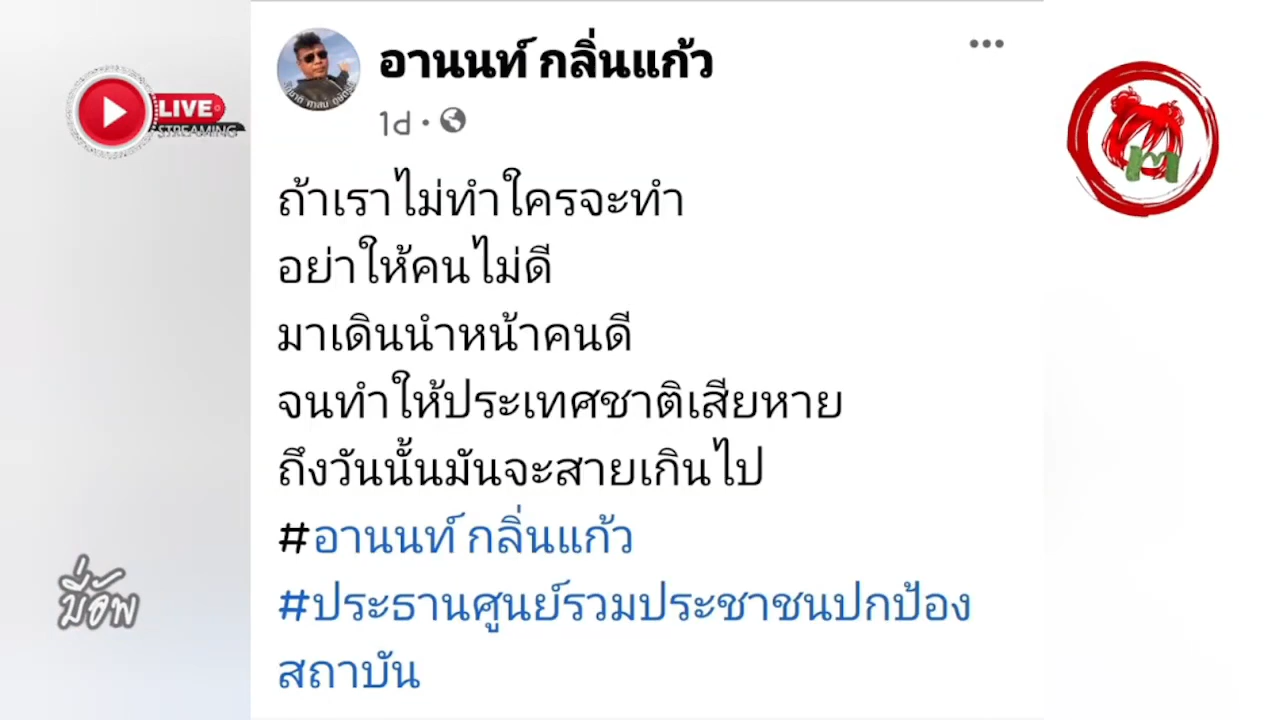 อานนท์ กลิ่นแก้ว
1d
ถ้าเราไม่ทำใครจะทำ
อย่าให้คนไม่ดี
มาเดินนำหน้าคนดี
จนทำให้ประเทศชาติเสียหาย
ถึงวันนั้นมันจะสายเกินไป
#อานนท์ กลิ่นแก้ว
#ประธานศูนย์รวมประชาชนปกป้อง
สถาบัน
LIVE
STREAMING